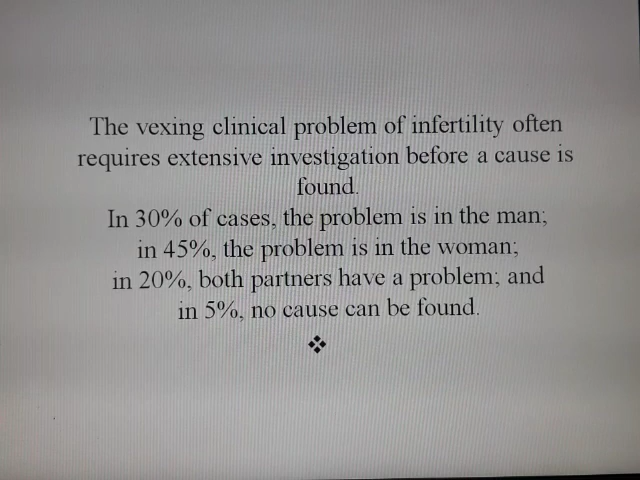 The vexing clinical problem of infertility often
requires extensive investigation before a cause is
found.
In 30% of cases, the problem is in the man;
in 45%, the problem is in the woman;
in 20%, both partners have a problem; and
in 5%, no cause can be found.
❖